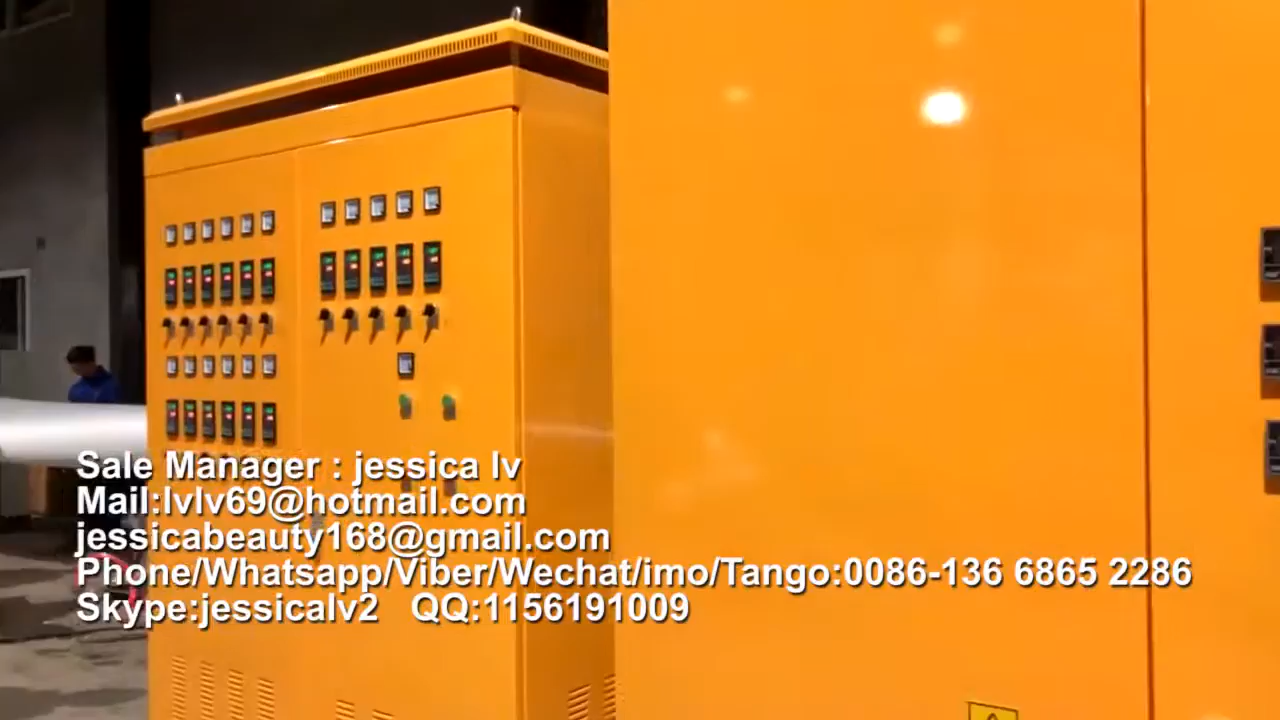 Sale Manager : jessica lv
Mail:lvlv69@hotmail.com
jessicabeauty168@gmail.com
Phone/Whatsapp/Viber/Wechat/imo/Tango:0086-136 6865 2286
Skype:jessicalv2 QQ:1156191009